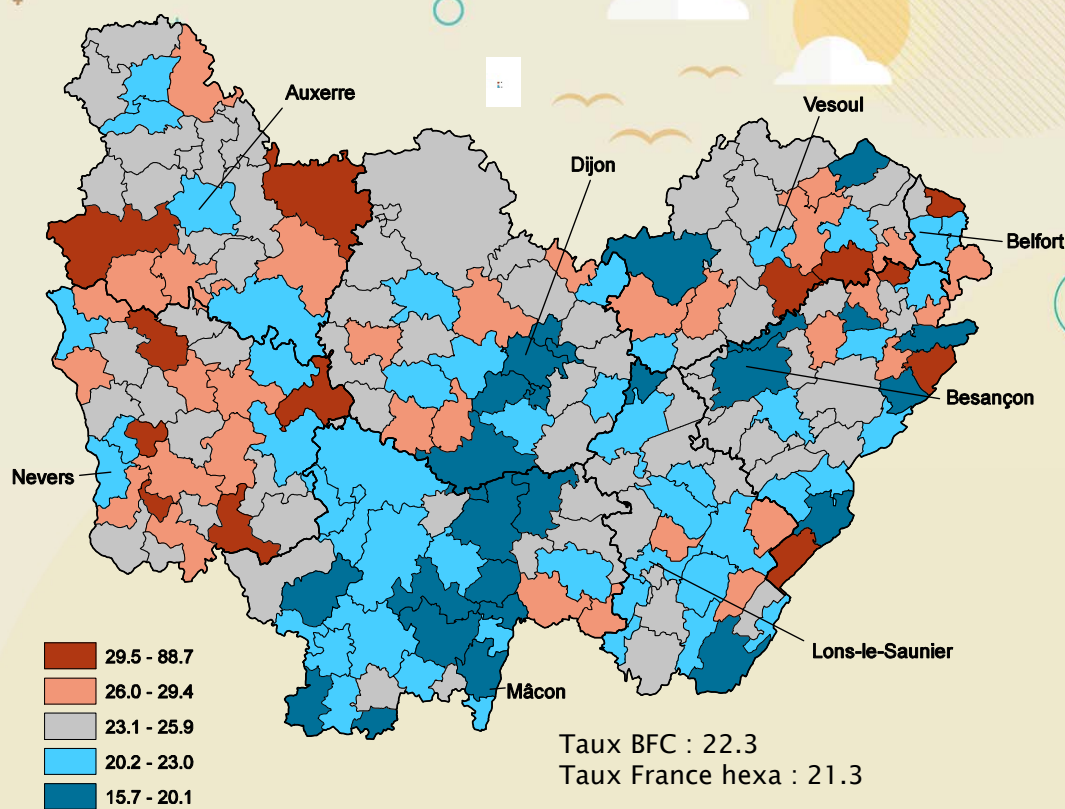 Auxerre
Vesoul
Dijon
Belfort
Besançon
Nevers
Lons-le-Saunier
Mâcon
29.5 - 88.7
26.0 - 29.4
23.1 - 25.9
20.2 - 23.0
15.7 - 20.1
Taux BFC : 22.3
Taux France hexa : 21.3